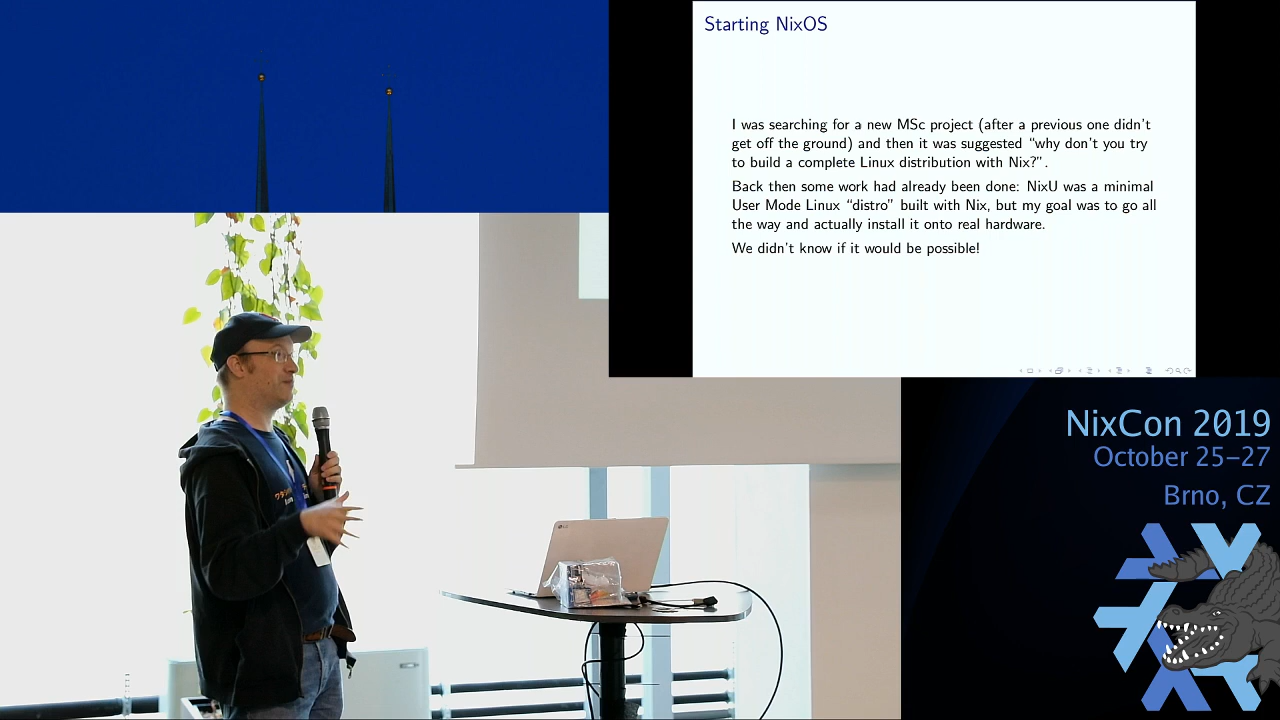 Starting NixOS
I was searching for a new MSc project (after a previous one didn't
get off the ground) and then it was suggested “why don't you try
to build a complete Linux distribution with Nix?”.
Back then some work had already been done: NixU was a minimal
User Mode Linux “distro” built with Nix, but my goal was to go all
the way and actually install it onto real hardware.
We didn't know if it would be possible!
NixCon 2019
October 25–27
Brno, CZ
LG